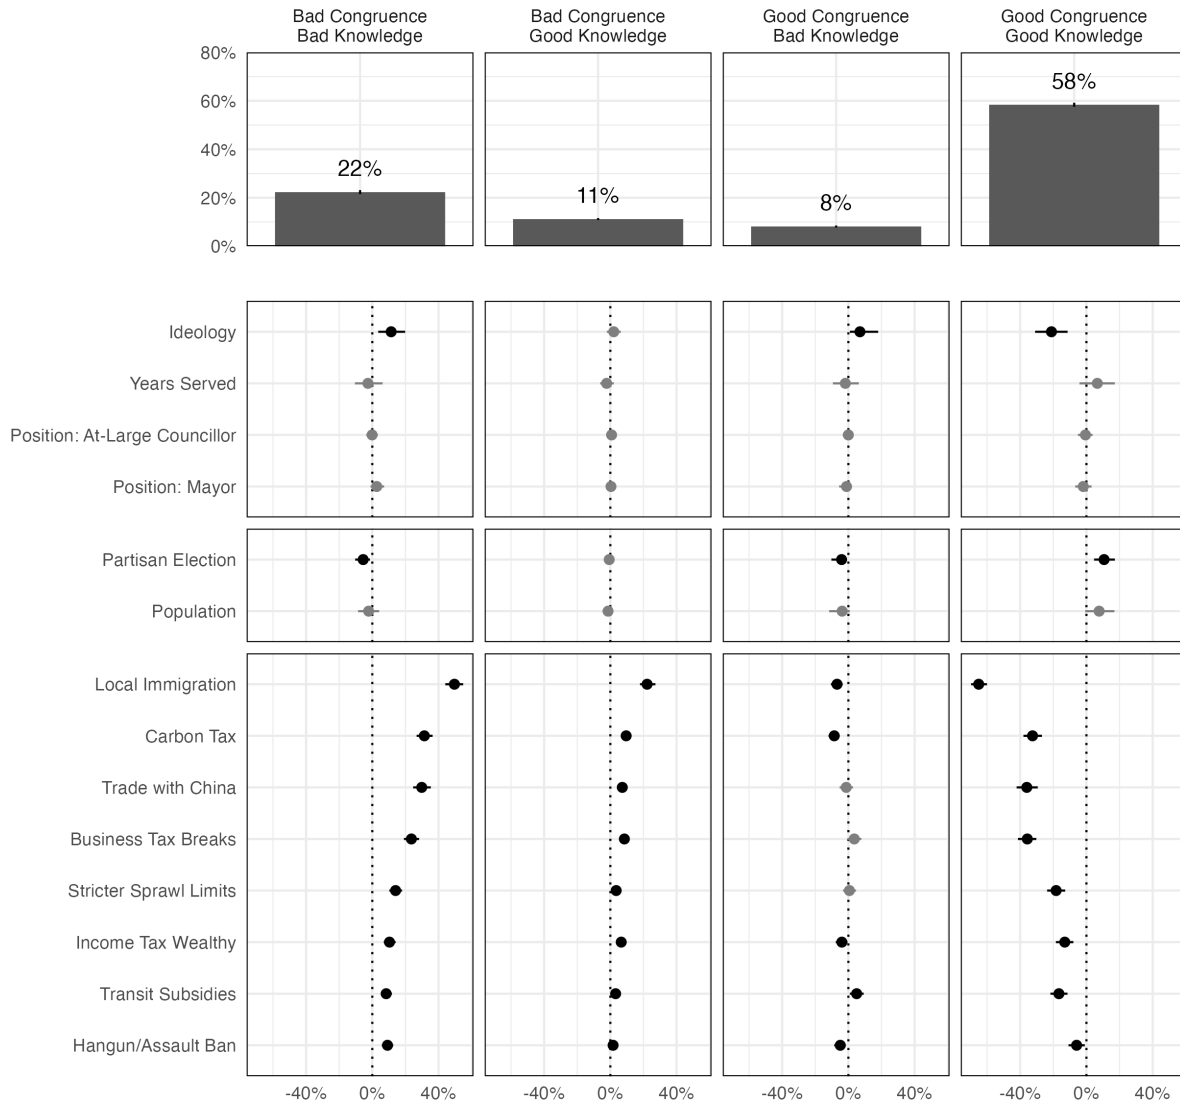 Bad Congruence
Bad Knowledge
Bad Congruence
Good Knowledge
Good Congruence
Bad Knowledge
Good Congruence
Good Knowledge
80%
60%
40%
20%
0%
22%
11%
8%
58%
Ideology
Years Served
Position: At-Large Councillor
Position: Mayor
Partisan Election
Population
Local Immigration
Carbon Tax
Trade with China
Business Tax Breaks
Stricter Sprawl Limits
Income Tax Wealthy
Transit Subsidies
Hangun/Assault Ban
-40% 0% 40% -40% 0% 40% -40% 0% 40% -40% 0% 40%